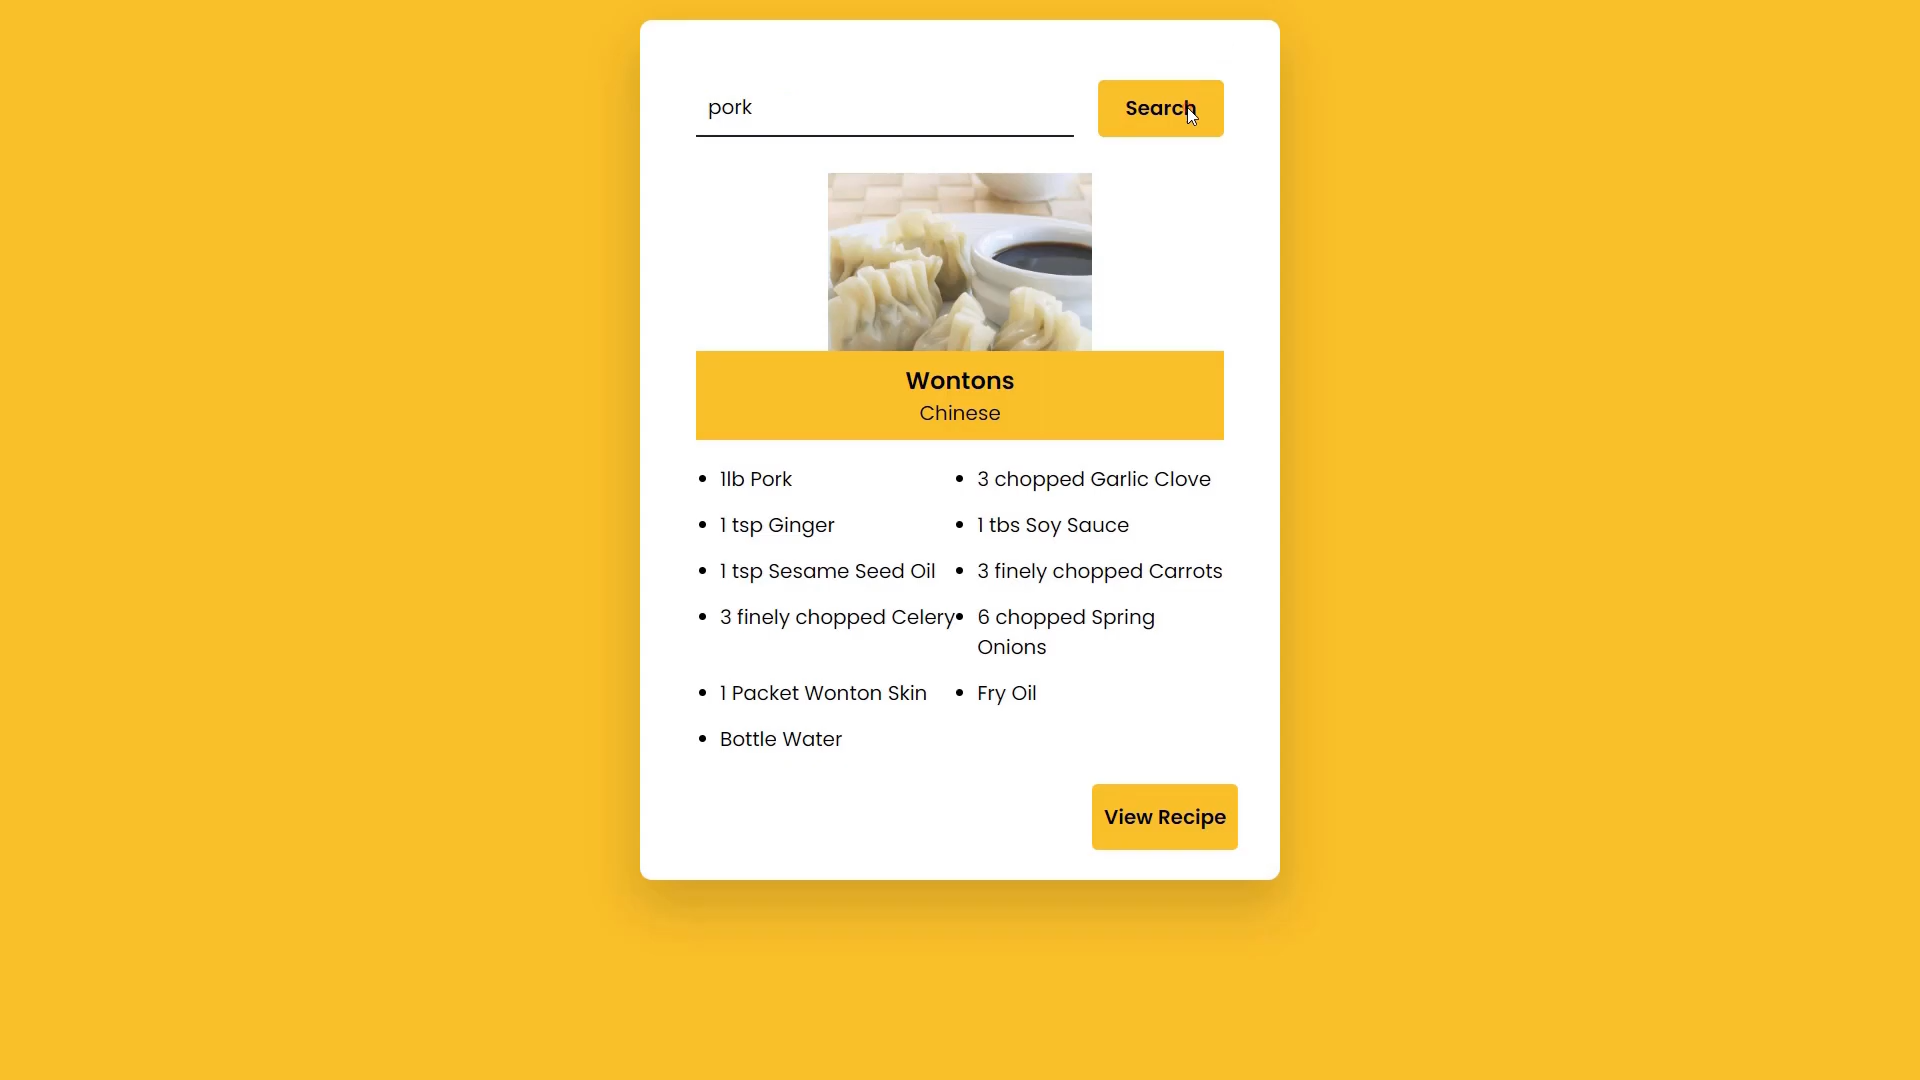 pork
Search
Wontons
Chinese
1lb Pork
3 chopped Garlic Clove
1 tsp Ginger
1 tbs Soy Sauce
1 tsp Sesame Seed Oil
3 finely chopped Carrots
3 finely chopped Celery
6 chopped Spring
Onions
1 Packet Wonton Skin
Fry Oil
Bottle Water
View Recipe